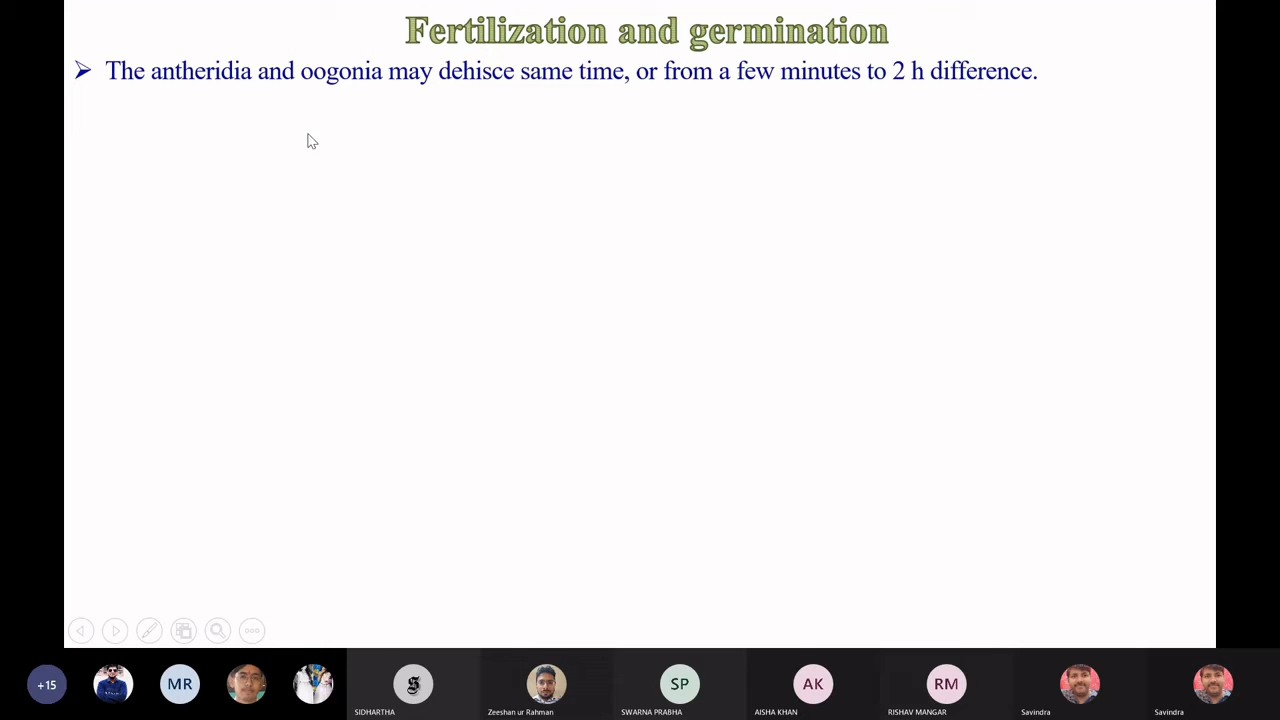 Fertilization and germination
➢ The antheridia and oogonia may dehisce same time, or from a few minutes to 2 h difference.
+15
MR
S
SP
AK
RM
SIDHARTHA
Zeeshan ur Rahman
SWARNA PRABHA
AISHA KHAN
RISHAV MANGAR
Savindra
Savindra